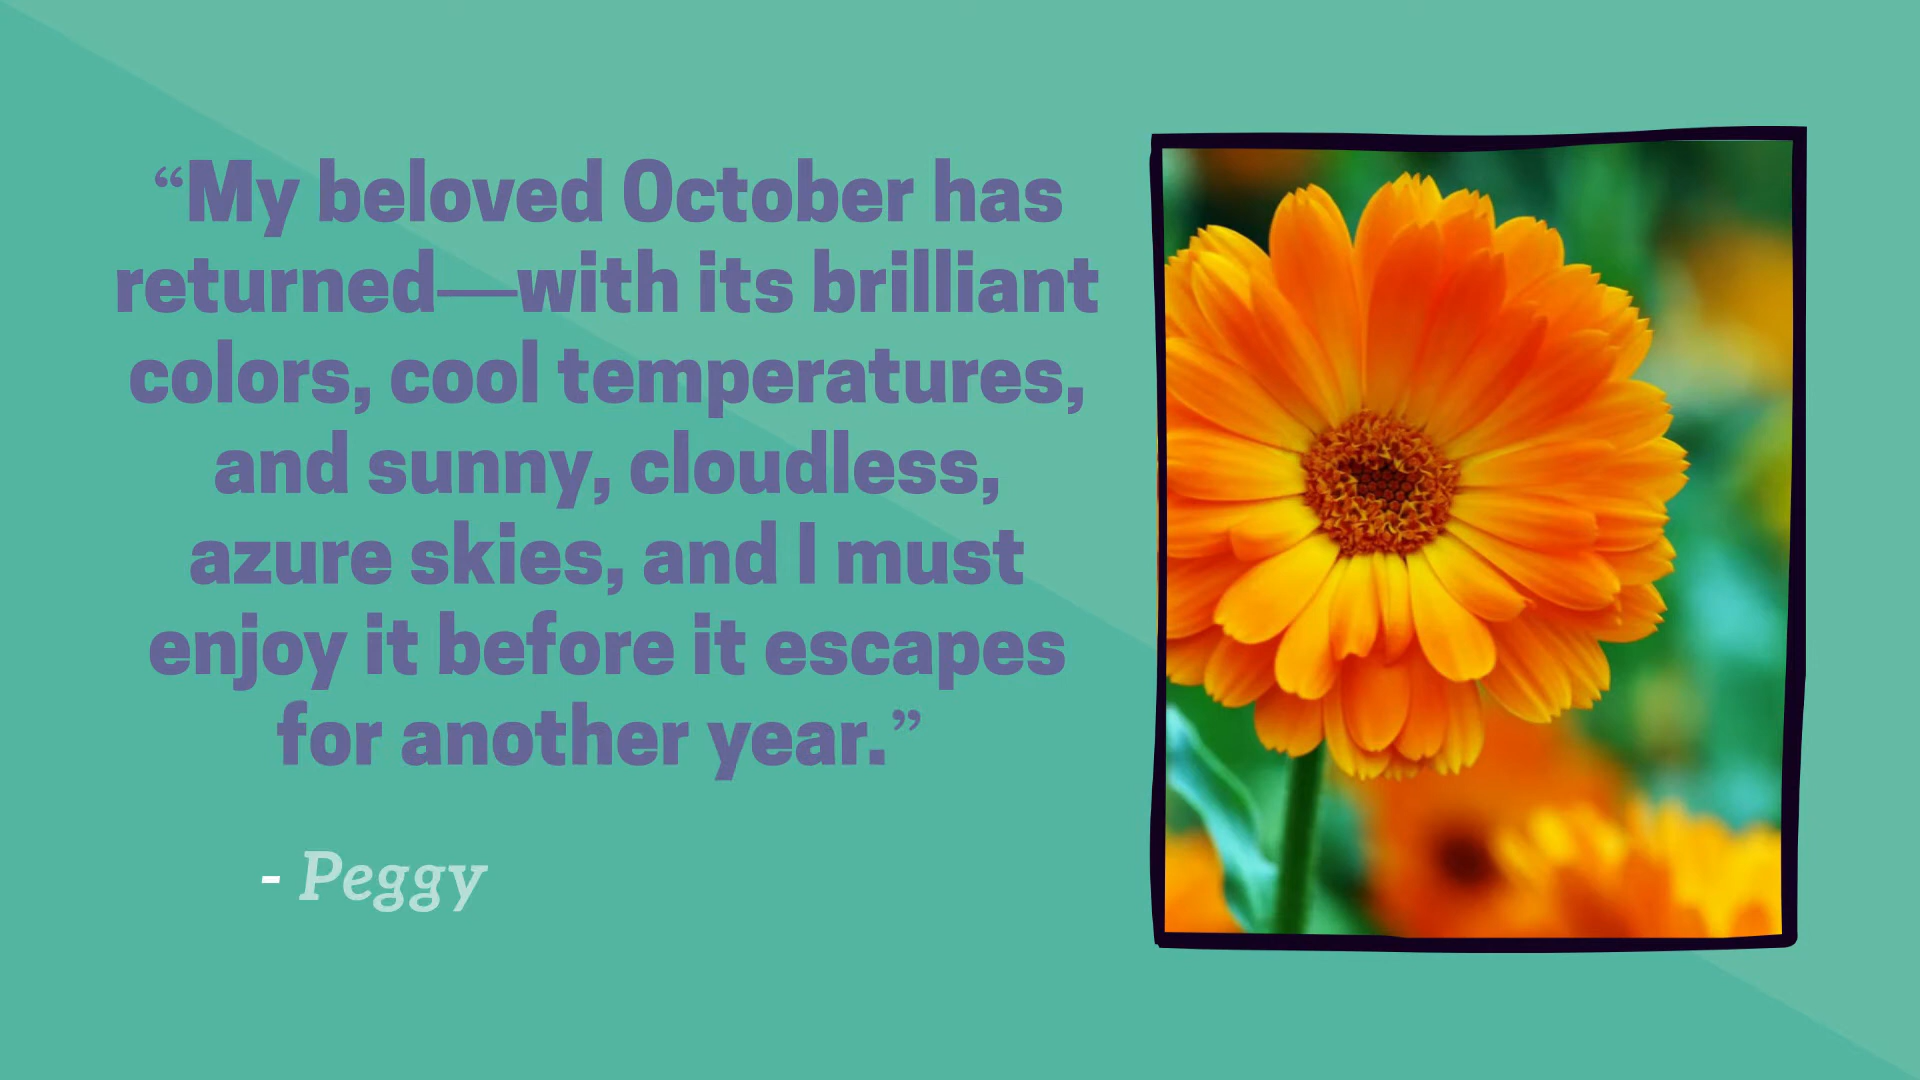 “My beloved October has
returned—with its brilliant
colors, cool temperatures,
and sunny, cloudless,
azure skies, and I must
enjoy it before it escapes
for another year.”
- Peggy